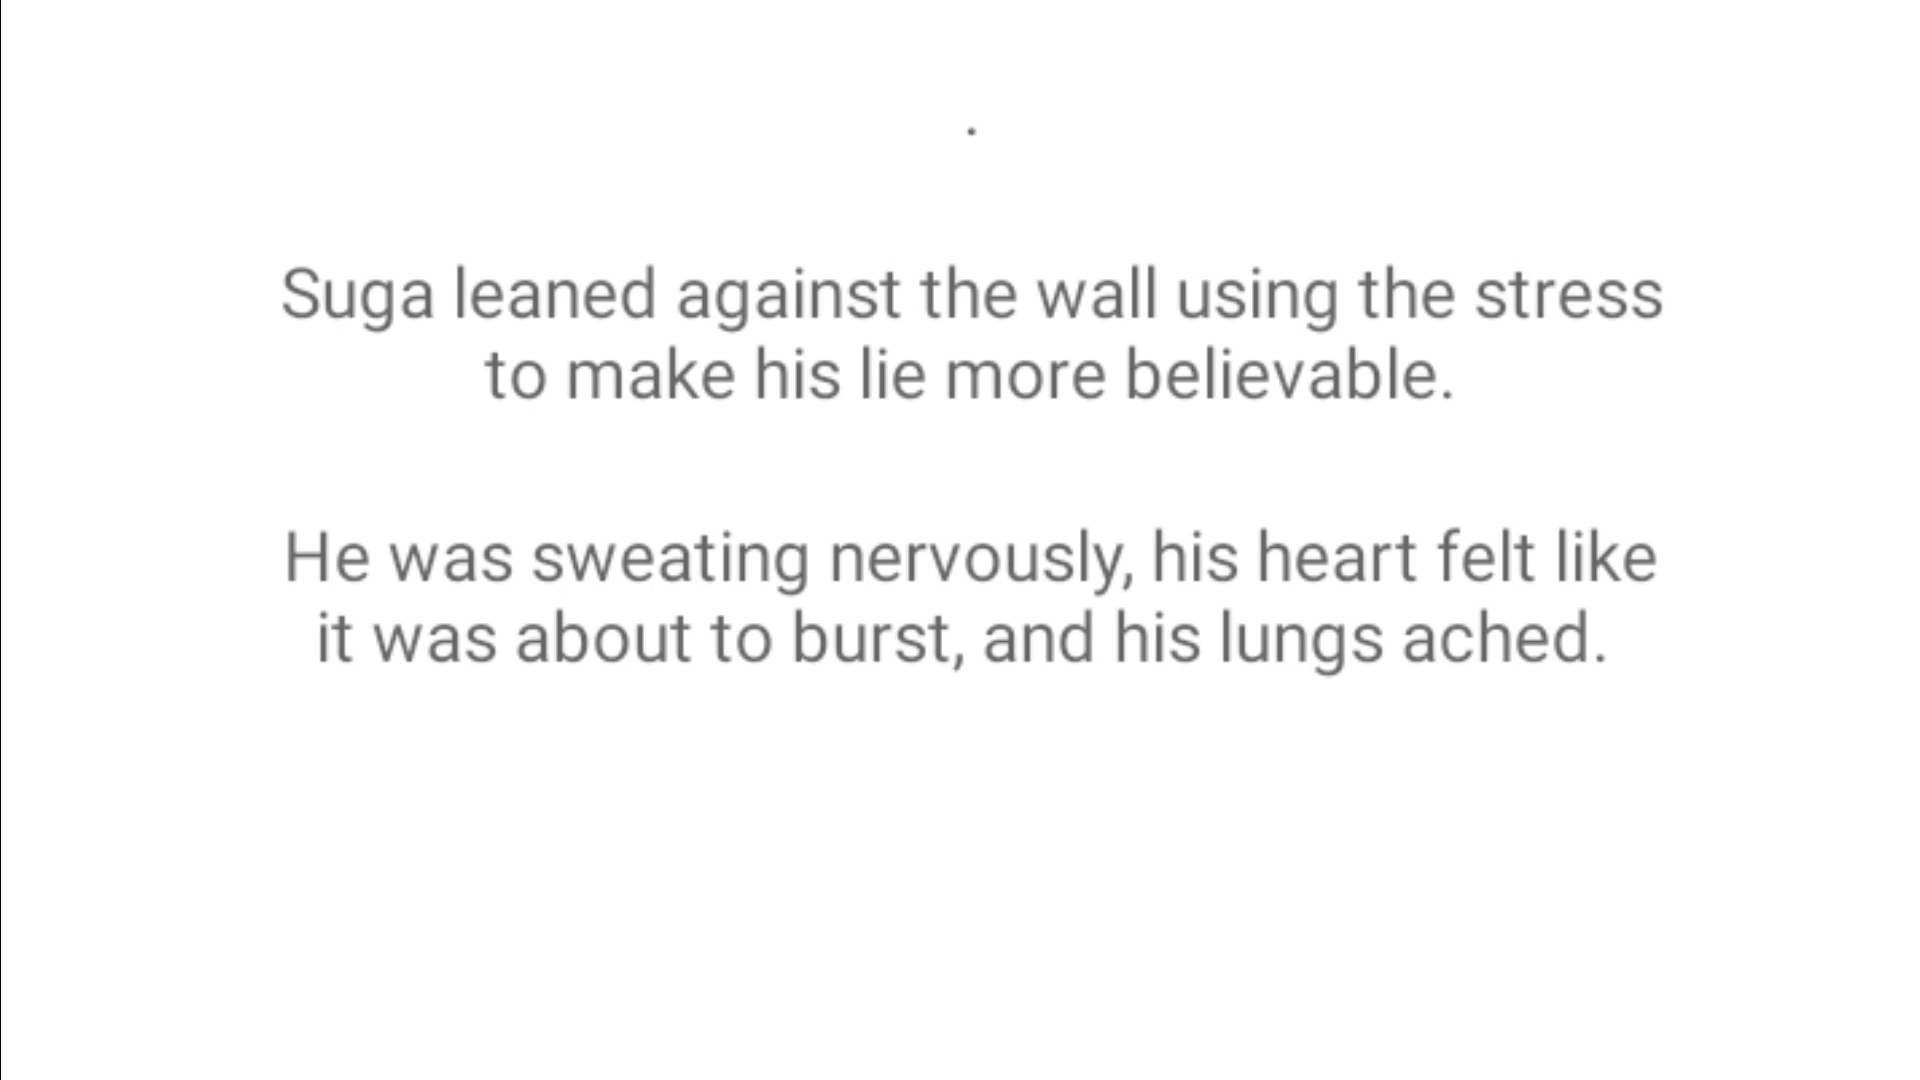 .
Suga leaned against the wall using the stress
to make his lie more believable.
He was sweating nervously, his heart felt like
it was about to burst, and his lungs ached.